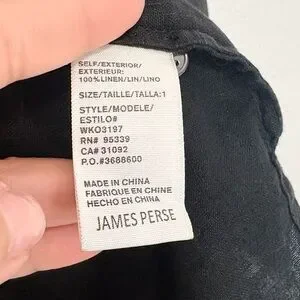 SELF/EXTERIOR/
EXTERIEUR:
100%LINEN/LIN/LINO
SIZE/TAILLE/TALLA:1
STYLE/MODELE/
ESTILO#
WKO3197
RN# 95339
CA# 31092
P.O.#3688600
MADE IN CHINA
FABRIQUE EN CHINE
HECHO EN CHINA
JAMES PERSE